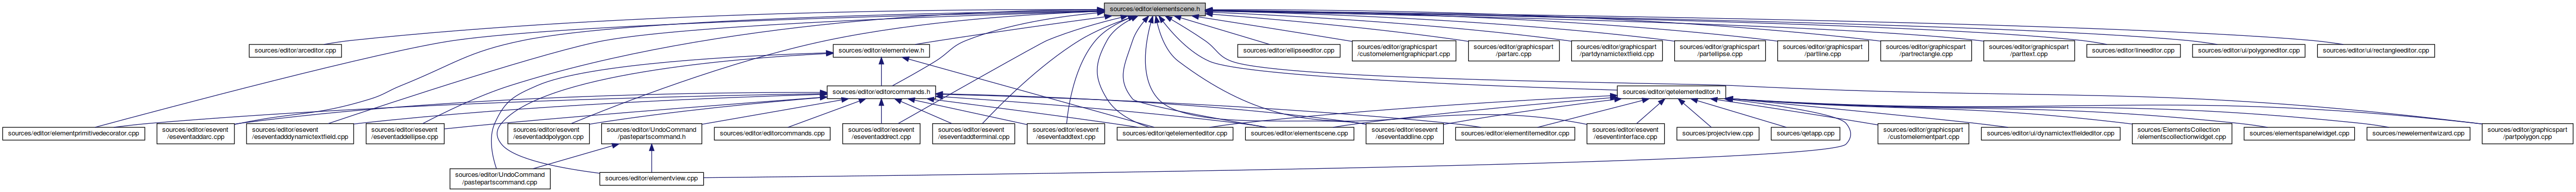 sources/editor/elementscene.h
sources/editor/arceditor.cpp
sources/editor/elementview.h
sources/editor/ellipseeditor.cpp
sources/editor/graphicspart
/customelementgraphicpart.cpp
sources/editor/graphicspart
/partarc.cpp
sources/editor/graphicspart
/partdynamictextfield.cpp
sources/editor/graphicspart
/partellipse.cpp
sources/editor/graphicspart
/partline.cpp
sources/editor/graphicspart
/partrectangle.cpp
sources/editor/graphicspart
/parttext.cpp
sources/editor/ui/lineeditor.cpp
sources/editor/ui/polygoneditor.cpp
sources/editor/ui/rectangleeditor.cpp
sources/editor/editorcommands.h
sources/editor/qetelementeditor.h
sources/editor/elementprimitivedecorator.cpp
sources/editor/esevent
/eseventaddarc.cpp
sources/editor/esevent
/eseventadddynamictextfield.cpp
sources/editor/esevent
/eseventaddellipse.cpp
sources/editor/esevent
/eseventaddpolygon.cpp
sources/editor/UndoCommand
/pastepartscommand.h
sources/editor/editorcommands.cpp
sources/editor/esevent
/eseventaddrect.cpp
sources/editor/esevent
/eseventaddterminal.cpp
sources/editor/esevent
/eseventaddtext.cpp
sources/editor/qetelementeditor.cpp
sources/editor/elementscene.cpp
sources/editor/esevent
/eseventaddline.cpp
sources/editor/elementitemeditor.cpp
sources/editor/esevent
/eseventinterface.cpp
sources/projectview.cpp
sources/qetapp.cpp
sources/editor/graphicspart
/customelementpart.cpp
sources/editor/ui/dynamictextfieldeditor.cpp
sources/ElementsCollection
/elementscollectionwidget.cpp
sources/elementspanelwidget.cpp
sources/newelementwizard.cpp
sources/editor/graphicspart
/partpolygon.cpp
sources/editor/UndoCommand
/pastepartscommand.cpp
sources/editor/elementview.cpp